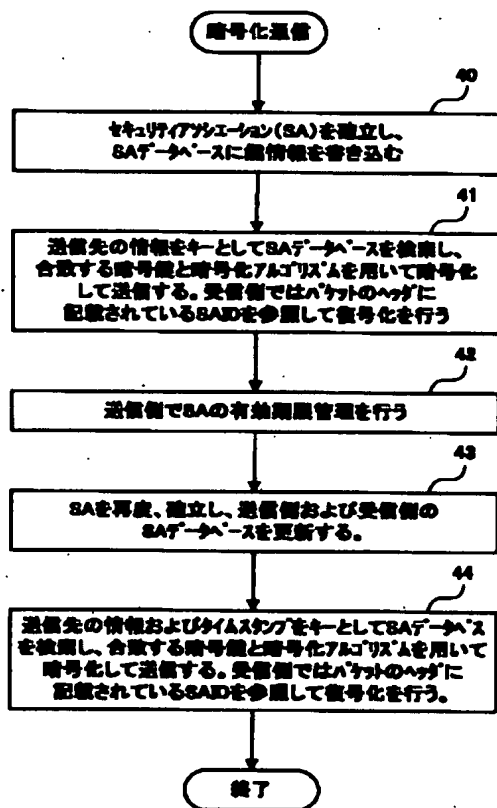 暗号化通信
40
セキュリティアソシエーション(SA)を確立し、
SAデータベースに鍵情報を書き込む
41
送信先の情報をキーとしてSAデータベースを検索し、
合致する暗号鍵と暗号化アルゴリズムを用いて暗号化
して送信する。受信側ではパケットのヘッダに
記載されているSAIDを参照して復号化を行う
42
送信側でSAの有効期限管理を行う
43
SAを再度、確立し、送信側および受信側の
SAデータベースを更新する。
44
送信先の情報およびタイムスタンプをキーとしてSAデータベース
を検索し、合致する暗号鍵と暗号化アルゴリズムを用いて
暗号化して送信する。受信側ではパケットのヘッダに
記載されているSAIDを参照して復号化を行う。
終了